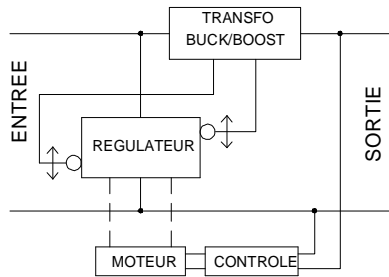 TRANSFO
BUCK/BOOST
ENTREE
REGULATEUR
SORTIE
MOTEUR
CONTROLE